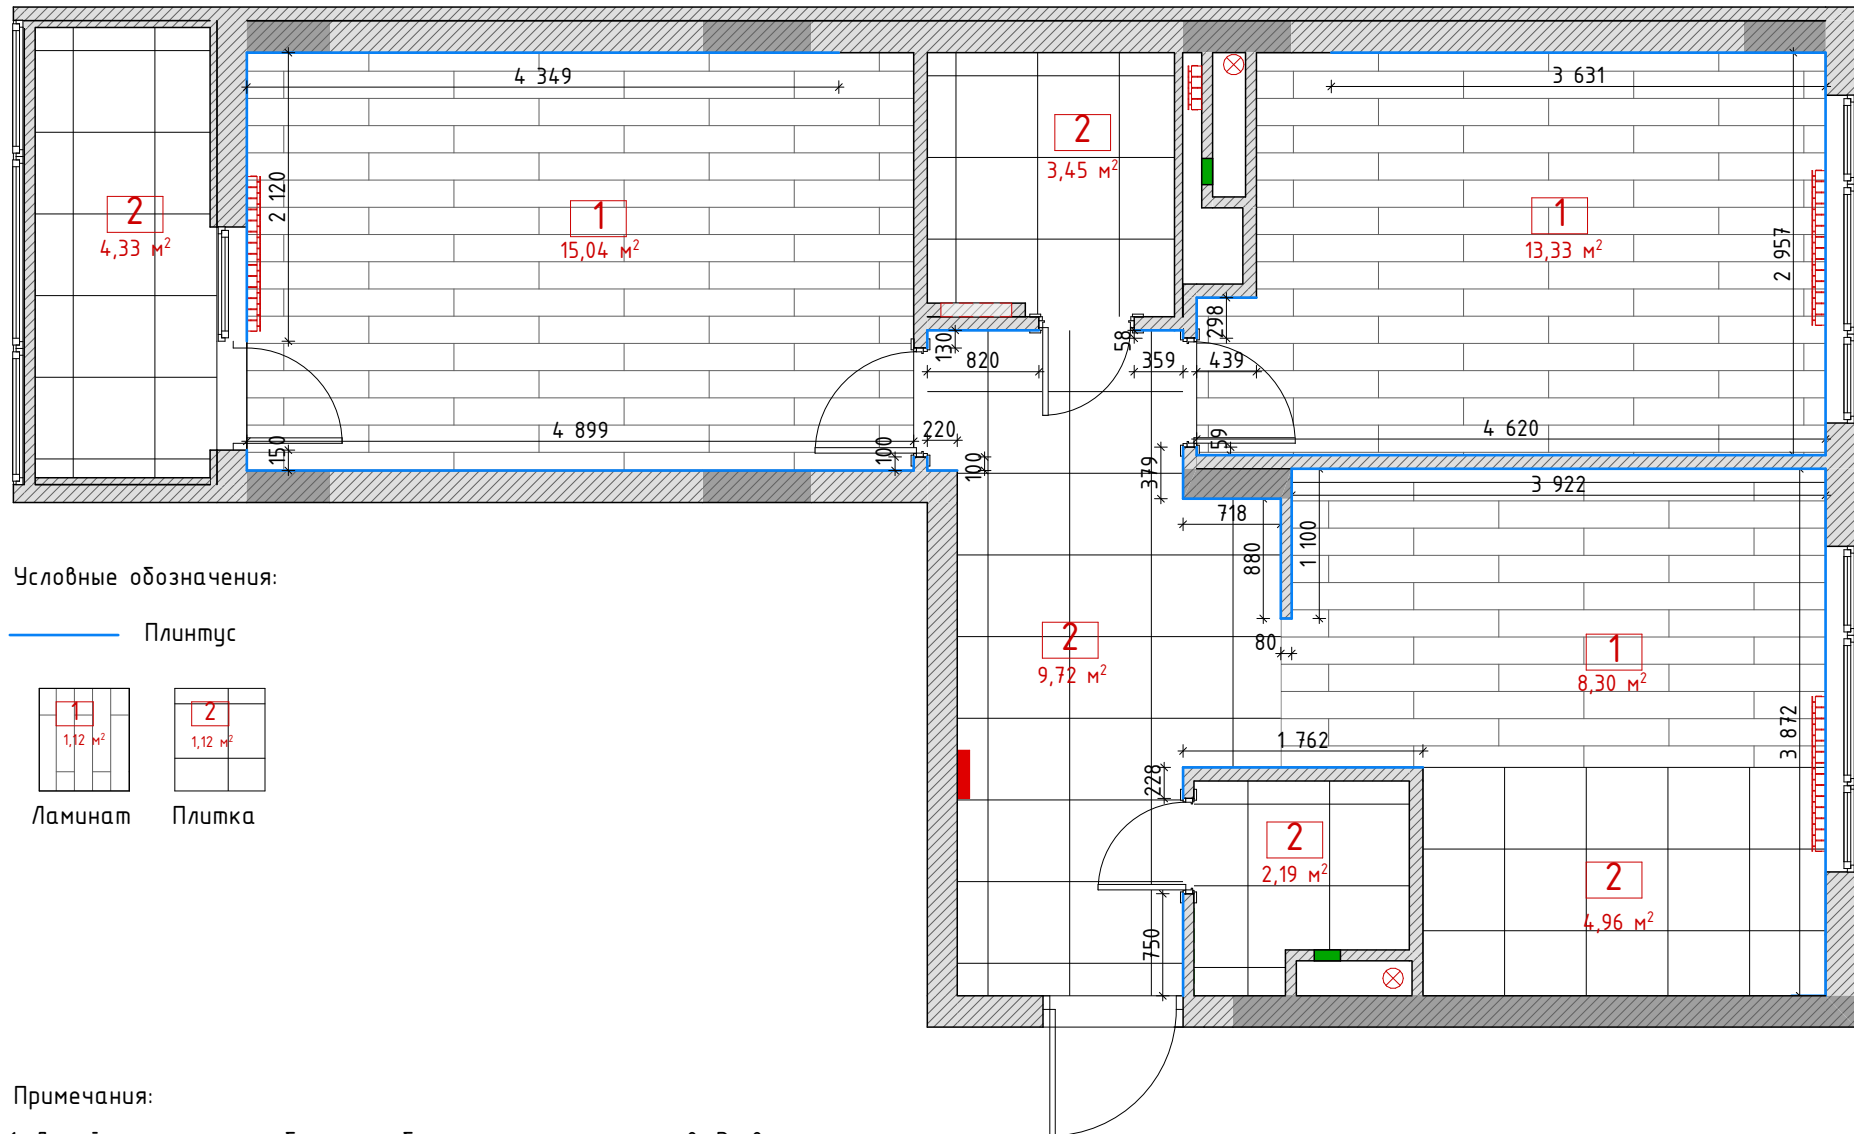 4 349
3 631
2
3,45 м²
2 120
2
4,33 м²
1
15,04 м²
1
13,33 м²
2 957
298
130
58
820
359
439
4 899
220
4 620
150
100
100
59
379
3 922
718
880
1 100
Условные обозначения:
Плинтус
80
2
9,72 м²
1
8,30 м²
1
1,12 м²
2
1,12 м²
Ламинат
Плитка
1 762
228
3 872
2
2,19 м²
2
4,96 м²
750
Примечания: